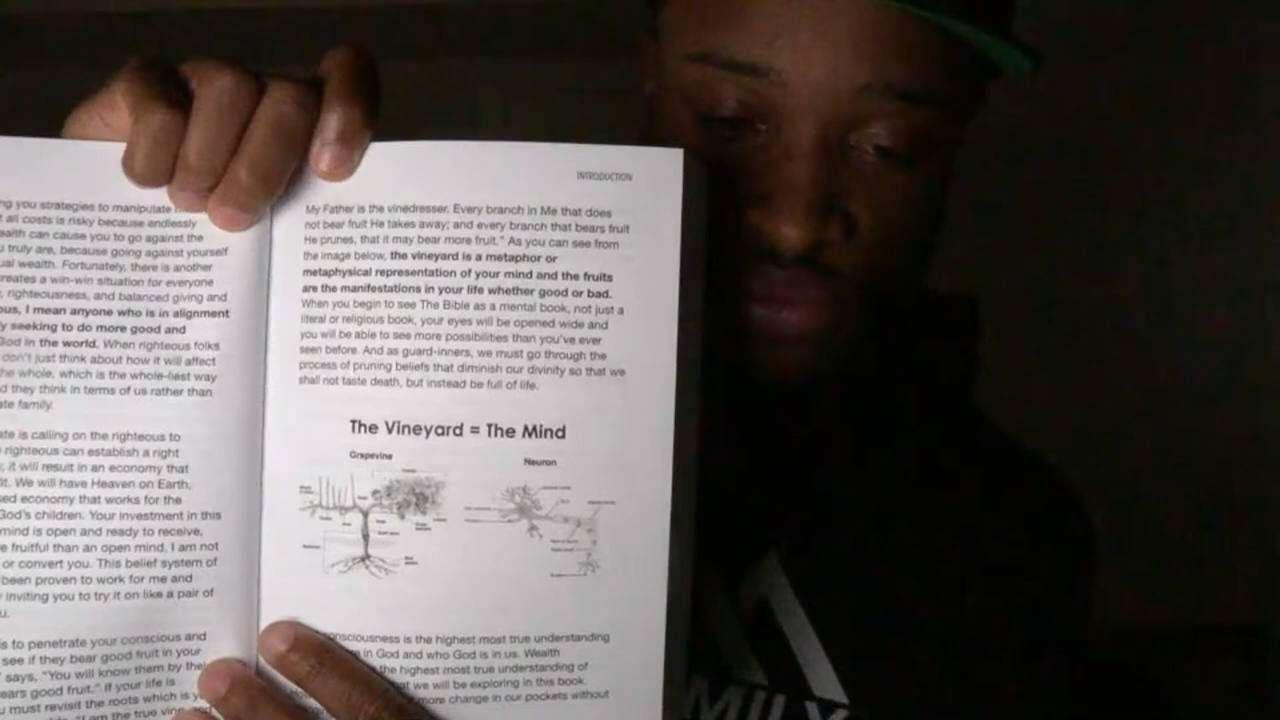 ng you strategies to manipulate
t all costs is risky because endlessly
ealth can cause you to go against the
u truly are, because going against yourself
ual wealth. Fortunately, there is another
reates a win-win situation for everyone
, righteousness, and balanced giving and
ous, I mean anyone who is in alignment
y seeking to do more good and
God in the world. When righteous folks
don't just think about how it will affect
he whole, which is the whole-liest way
d they think in terms of us rather than
ate family.
ate is calling on the righteous to
righteous can establish a right
, it will result in an economy that
it. We will have Heaven on Earth,
sed economy that works for the
God's children. Your investment in this
mind is open and ready to receive,
e fruitful than an open mind. I am not
or convert you. This belief system of
been proven to work for me and
inviting you to try it on like a pair of
u.
is to penetrate your conscious and
see if they bear good fruit in your
says, "You will know them by their
ears good fruit." If your life is
u must revisit the roots which is
"I am the true vine, and
INTRODUCTION
My Father is the vinedresser. Every branch in Me that does
not bear fruit He takes away; and every branch that bears fruit
He prunes, that it may bear more fruit." As you can see from
the image below, the vineyard is a metaphor or
metaphysical representation of your mind and the fruits
are the manifestations in your life whether good or bad.
When you begin to see The Bible as a mental book, not just a
literal or religious book, your eyes will be opened wide and
you will be able to see more possibilities than you've ever
seen before. And as guard-inners, we must go through the
process of pruning beliefs that diminish our divinity so that we
shall not taste death, but instead be full of life.
The Vineyard = The Mind
Grapevine
Neuron
onsciousness is the highest most true understanding
in God and who God is in us. Wealth
the highest most true understanding of
at we will be exploring in this book.
more change in our pockets without
MILY